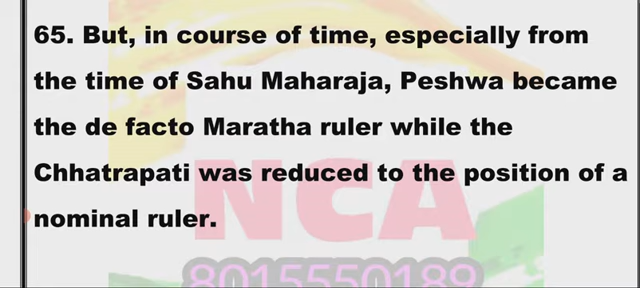 65. But, in course of time, especially from
the time of Sahu Maharaja, Peshwa became
the de facto Maratha ruler while the
Chhatrapati was reduced to the position of a
nominal ruler.
NCA
8015550189